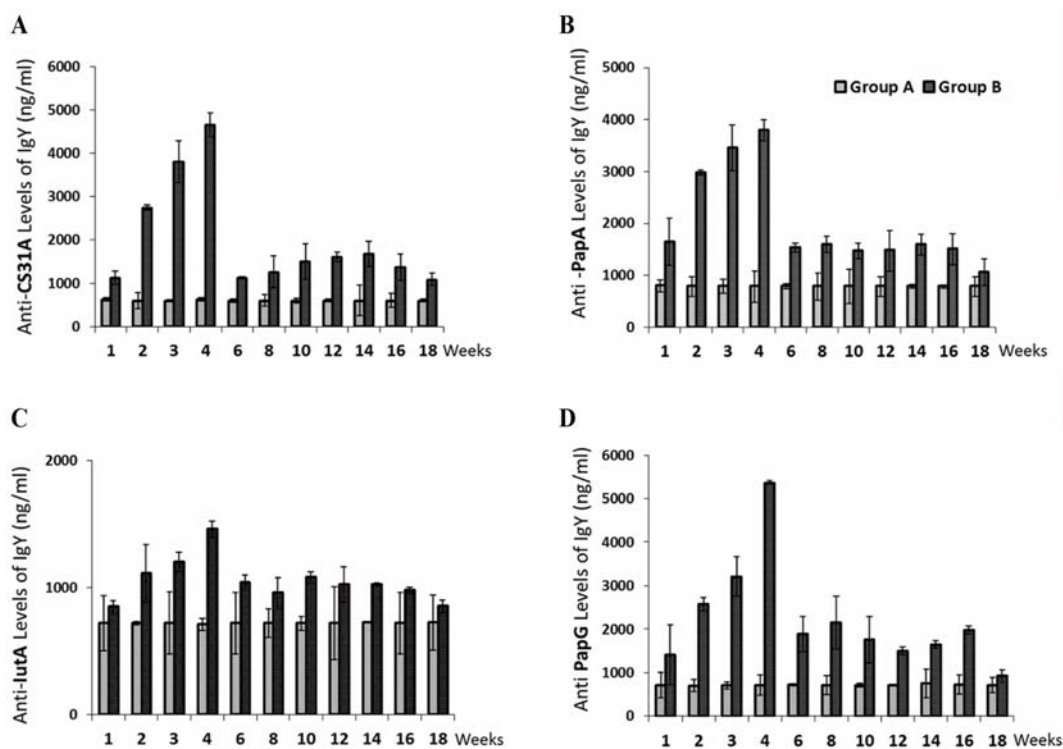 A
Anti-CS31A Levels of IgY (ng/ml)
6000
5000
4000
3000
2000
1000
0
1 2 3 4 6 8 10 12 14 16 18 Weeks
B
Anti -PapA Levels of IgY (ng/ml)
5000
4000
3000
2000
1000
0
Group A Group B
1 2 3 4 6 8 10 12 14 16 18 Weeks
C
Anti-IutA Levels of IgY (ng/ml)
2000
1000
0
1 2 3 4 6 8 10 12 14 16 18 Weeks
D
Anti PapG Levels of IgY (ng/ml)
6000
5000
4000
3000
2000
1000
0
1 2 3 4 6 8 10 12 14 16 18 Weeks